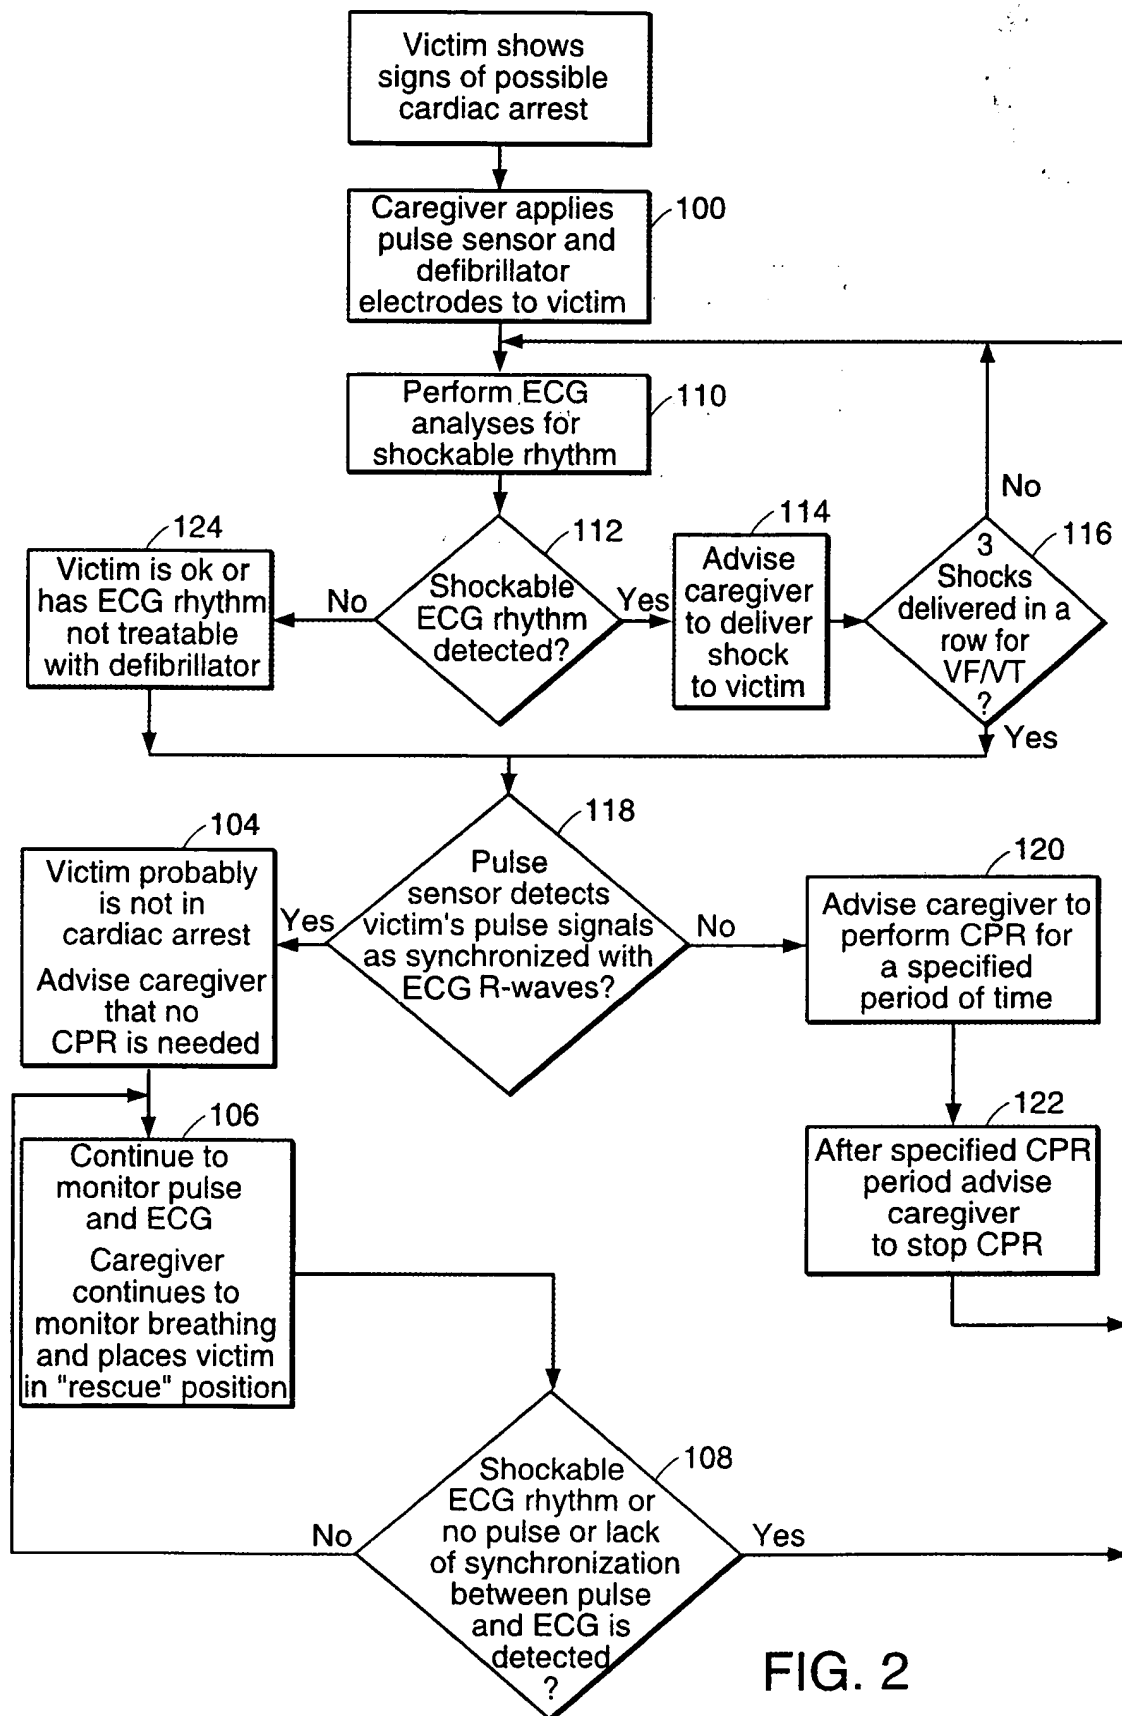 Victim shows
signs of possible
cardiac arrest
100
Caregiver applies
pulse sensor and
defibrillator
electrodes to victim
110
Perform ECG
analyses for
shockable rhythm
No
124
Victim is ok or
has ECG rhythm
not treatable
with defibrillator
No
112
Shockable
ECG rhythm
detected?
Yes
114
Advise
caregiver
to deliver
shock
to victim
116
3
Shocks
delivered in a
row for
VF/VT
?
Yes
104
Victim probably
is not in
cardiac arrest
Advise caregiver
that no
CPR is needed
Yes
118
Pulse
sensor detects
victim's pulse signals
as synchronized with
ECG R-waves?
No
120
Advise caregiver to
perform CPR for
a specified
period of time
106
Continue to
monitor pulse
and ECG
Caregiver
continues to
monitor breathing
and places victim
in "rescue" position
122
After specified CPR
period advise
caregiver
to stop CPR
No
108
Shockable
ECG rhythm or
no pulse or lack
of synchronization
between pulse
and ECG is
detected
?
Yes
FIG. 2